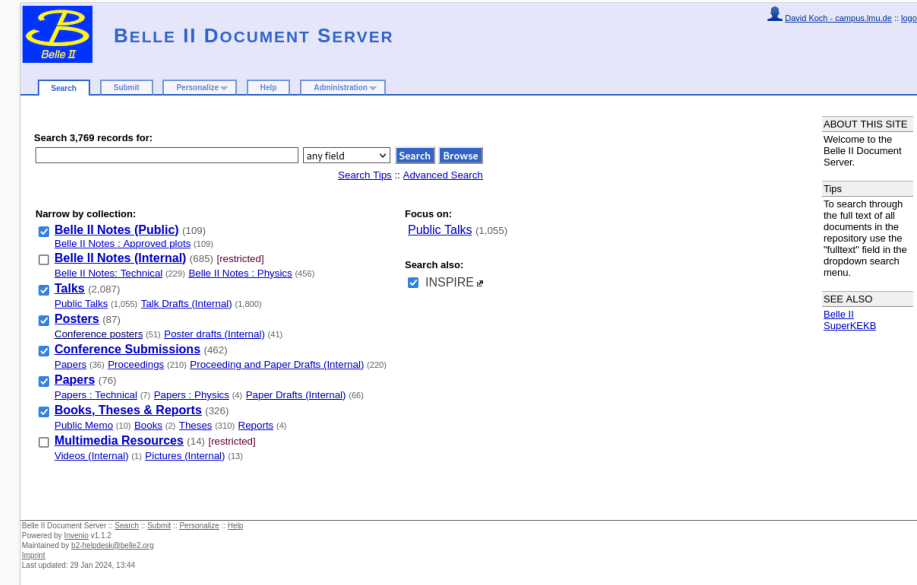 Belle II
BELLE II DOCUMENT SERVER
David Koch - campus.lmu.de :: logo
Search Submit Personalize Help Administration
Search 3,769 records for:
any field Search Browse
Search Tips :: Advanced Search
Narrow by collection:
Belle II Notes (Public) (109)
Belle II Notes : Approved plots (109)
Belle II Notes (Internal) (685) [restricted]
Belle II Notes: Technical (229) Belle II Notes : Physics (456)
Talks (2,087)
Public Talks (1,055) Talk Drafts (Internal) (1,800)
Posters (87)
Conference posters (51) Poster drafts (Internal) (41)
Conference Submissions (462)
Papers (36) Proceedings (210) Proceeding and Paper Drafts (Internal) (220)
Papers (76)
Papers : Technical (7) Papers : Physics (4) Paper Drafts (Internal) (66)
Books, Theses & Reports (326)
Public Memo (10) Books (2) Theses (310) Reports (4)
Multimedia Resources (14) [restricted]
Videos (Internal) (1) Pictures (Internal) (13)
Focus on:
Public Talks (1,055)
Search also:
INSPIRE
ABOUT THIS SITE
Welcome to the
Belle II Document
Server.
Tips
To search through
the full text of all
documents in the
repository use the
"fulltext" field in the
dropdown search
menu.
SEE ALSO
Belle II
SuperKEKB
Belle II Document Server :: Search :: Submit :: Personalize :: Help
Powered by Invenio v1.1.2
Maintained by b2-helpdesk@belle2.org
Imprint
Last updated: 29 Jan 2024, 13:44